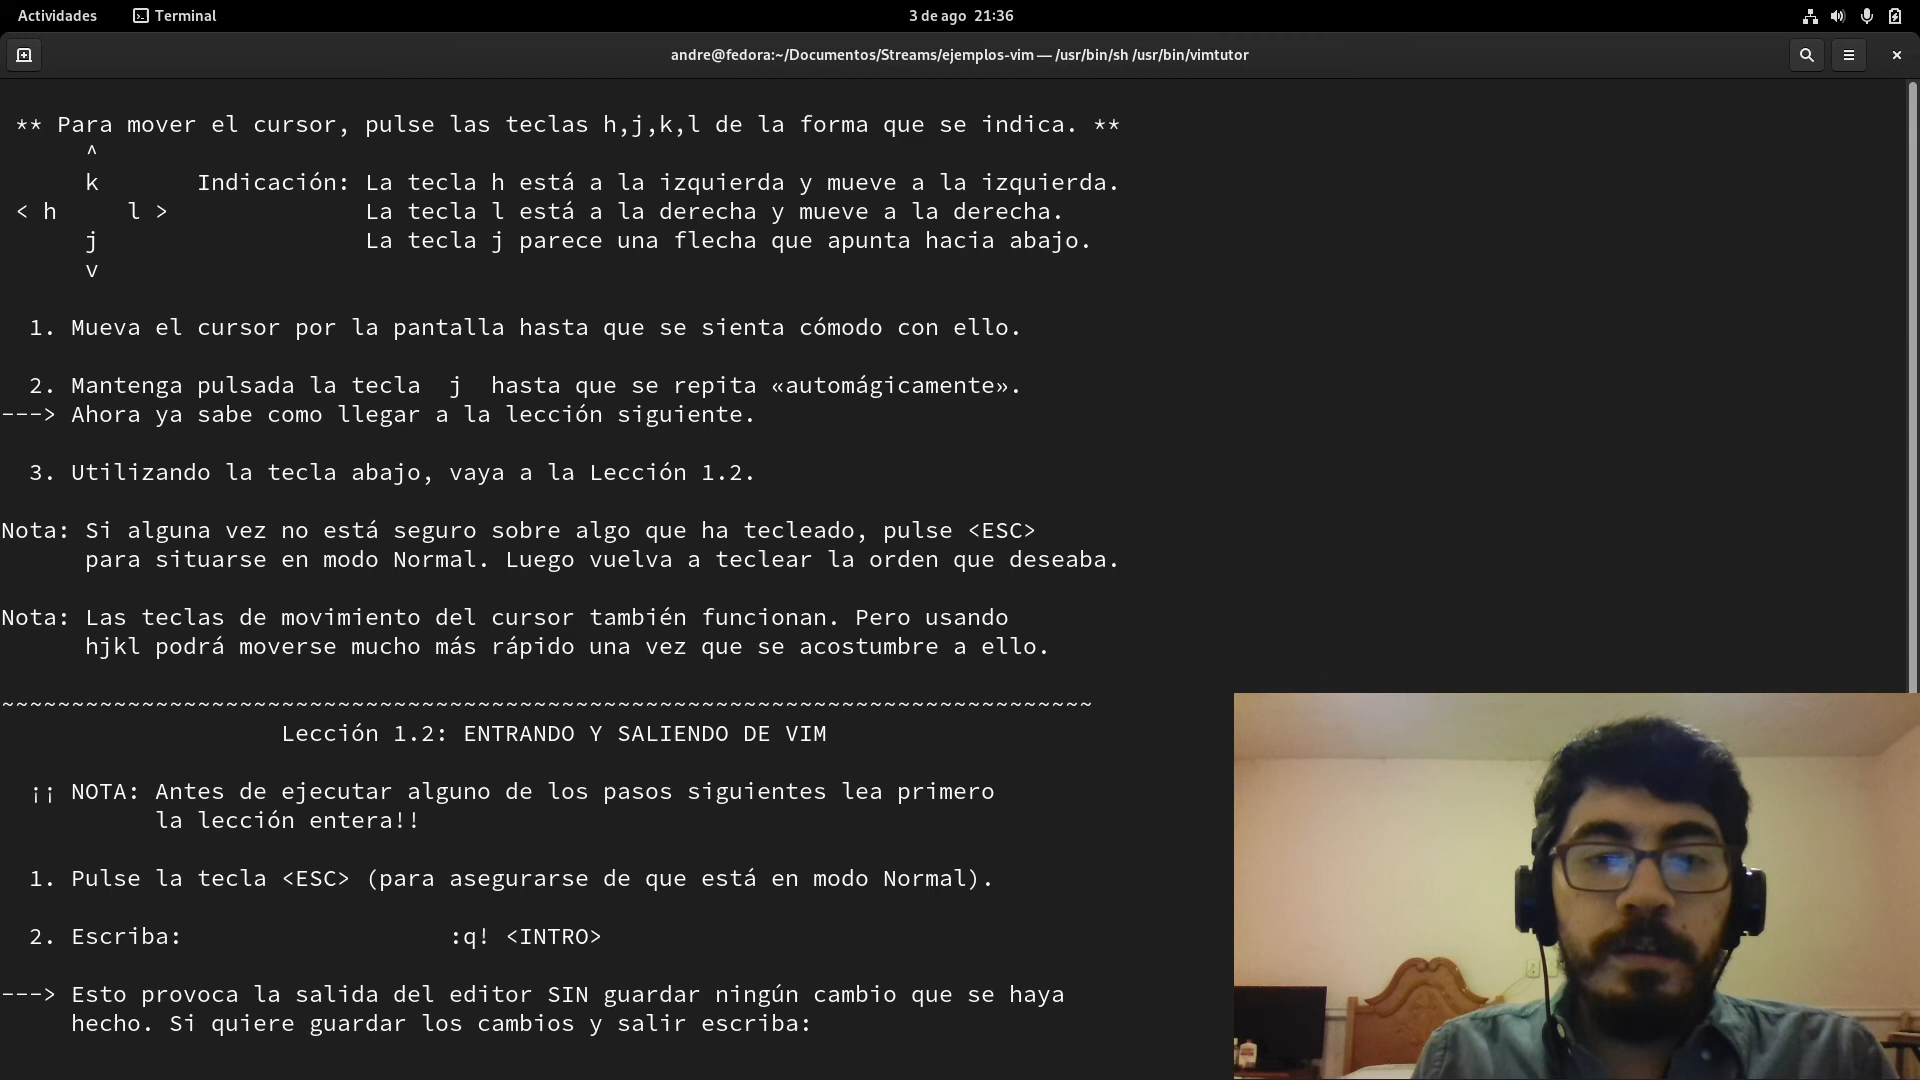 Actividades
Terminal
3 de ago 21:36
andre@fedora:~/Documentos/Streams/ejemplos-vim — /usr/bin/sh /usr/bin/vimtutor
** Para mover el cursor, pulse las teclas h,j,k,l de la forma que se indica. **
^
k Indicación: La tecla h está a la izquierda y mueve a la izquierda.
< h l > La tecla l está a la derecha y mueve a la derecha.
j La tecla j parece una flecha que apunta hacia abajo.
v
1. Mueva el cursor por la pantalla hasta que se sienta cómodo con ello.
2. Mantenga pulsada la tecla j hasta que se repita «automágicamente».
---> Ahora ya sabe como llegar a la lección siguiente.
3. Utilizando la tecla abajo, vaya a la Lección 1.2.
Nota: Si alguna vez no está seguro sobre algo que ha tecleado, pulse <ESC>
para situarse en modo Normal. Luego vuelva a teclear la orden que deseaba.
Nota: Las teclas de movimiento del cursor también funcionan. Pero usando
hjkl podrá moverse mucho más rápido una vez que se acostumbre a ello.
~~~~~~~~~~~~~~~~~~~~~~~~~~~~~~~~~~~~~~~~~~~~~~~~~~~~~~~~~~~~~~~~~~~~~~~~~~~~~~
Lección 1.2: ENTRANDO Y SALIENDO DE VIM
¡¡ NOTA: Antes de ejecutar alguno de los pasos siguientes lea primero
la lección entera!!
1. Pulse la tecla <ESC> (para asegurarse de que está en modo Normal).
2. Escriba: :q! <INTRO>
---> Esto provoca la salida del editor SIN guardar ningún cambio que se haya
hecho. Si quiere guardar los cambios y salir escriba: